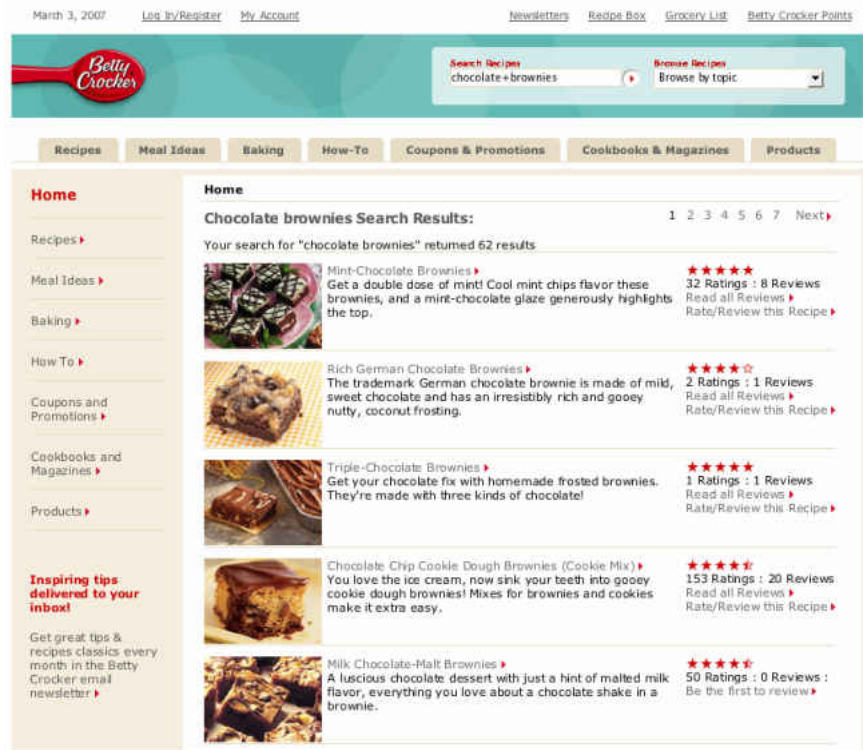 March 3, 2007 Log In/Register My Account Newsletters Recipe Box Grocery List Betty Crocker Points
Betty Crocker
Search Recipes Browse Recipes
chocolate+brownies Browse by topic
Recipes Meal Ideas Baking How-To Coupons & Promotions Cookbooks & Magazines Products
Home
Recipes
Meal Ideas
Baking
How To
Coupons and
Promotions
Cookbooks and
Magazines
Products
Inspiring tips
delivered to your
inbox!
Get great tips &
recipes classics every
month in the Betty
Crocker email
newsletter
Home
Chocolate brownies Search Results: 1 2 3 4 5 6 7 Next
Your search for "chocolate brownies" returned 62 results
Mint-Chocolate Brownies
Get a double dose of mint! Cool mint chips flavor these
brownies, and a mint-chocolate glaze generously highlights
the top.
32 Ratings : 8 Reviews
Read all Reviews
Rate/Review this Recipe
Rich German Chocolate Brownies
The trademark German chocolate brownie is made of mild,
sweet chocolate and has an irresistibly rich and gooey
nutty, coconut frosting.
2 Ratings : 1 Reviews
Read all Reviews
Rate/Review this Recipe
Triple-Chocolate Brownies
Get your chocolate fix with homemade frosted brownies.
They're made with three kinds of chocolate!
1 Ratings : 1 Reviews
Read all Reviews
Rate/Review this Recipe
Chocolate Chip Cookie Dough Brownies (Cookie Mix)
You love the ice cream, now sink your teeth into gooey
cookie dough brownies! Mixes for brownies and cookies
make it extra easy.
153 Ratings : 20 Reviews
Read all Reviews
Rate/Review this Recipe
Milk Chocolate-Malt Brownies
A luscious chocolate dessert with just a hint of malted milk
flavor, everything you love about a chocolate shake in a
brownie.
50 Ratings : 0 Reviews :
Be the first to review